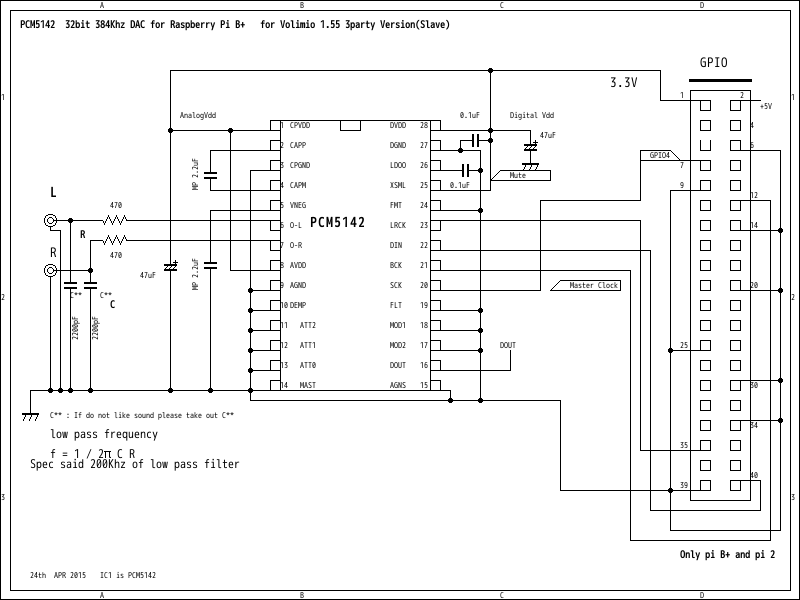 A B C D
PCM5142 32bit 384Khz DAC for Raspberry Pi B+ for Volimio 1.55 3party Version(Slave)
GPIO
3.3V
1 1
1 2
+5V
AnalogVdd
0.1uF Digital Vdd
47uF
1 CPVDD DVDD 28
4
2 CAPP DGND 27
6
GPIO4
3 CPGND LDOO 26
7
MP 2.2uF
Mute
0.1uF
4 CAPM XSML 25
9
L
12
470
5 VNEG FMT 24
PCM5142
6 O-L LRCK 23
14
R
7 O-R DIN 22
R
470
8 AVDD BCK 21
47uF
MP 2.2uF
9 AGND SCK 20
Master Clock
20
C** C**
2 2
C
10 DEMP FLT 19
2200pF 2200pF
11 ATT2 MOD1 18
12 ATT1 MOD2 17
DOUT
25
13 ATT0 DOUT 16
14 MAST AGNS 15
30
C** : If do not like sound please take out C**
34
low pass frequency
35
f = 1 / 2π C R
Spec said 200Khz of low pass filter
40
39
3 3
Only pi B+ and pi 2
24th APR 2015 IC1 is PCM5142
A B C D